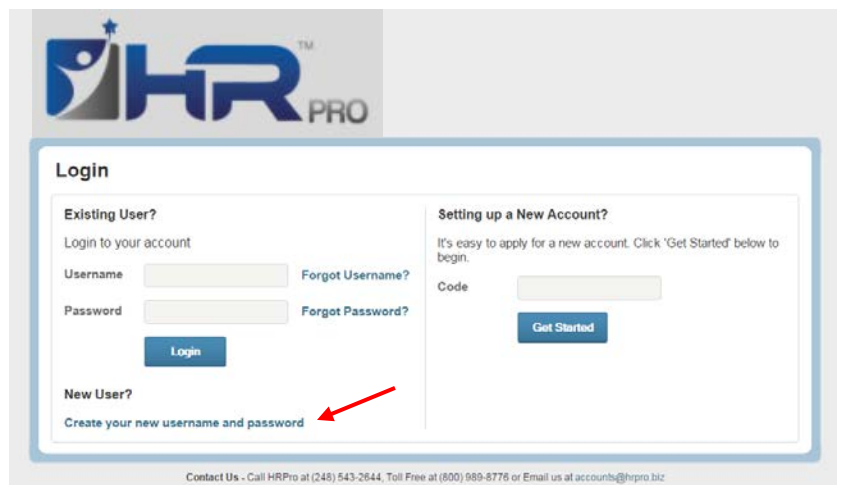 HR™
PRO
Login
Existing User?
Login to your account
Username
Forgot Username?
Password
Forgot Password?
Login
New User?
Create your new username and password
Setting up a New Account?
It's easy to apply for a new account. Click 'Get Started' below to
begin.
Code
Get Started
Contact Us - Call HRPro at (248) 543-2644, Toll Free at (800) 989-8776 or Email us at accounts@hrpro.biz